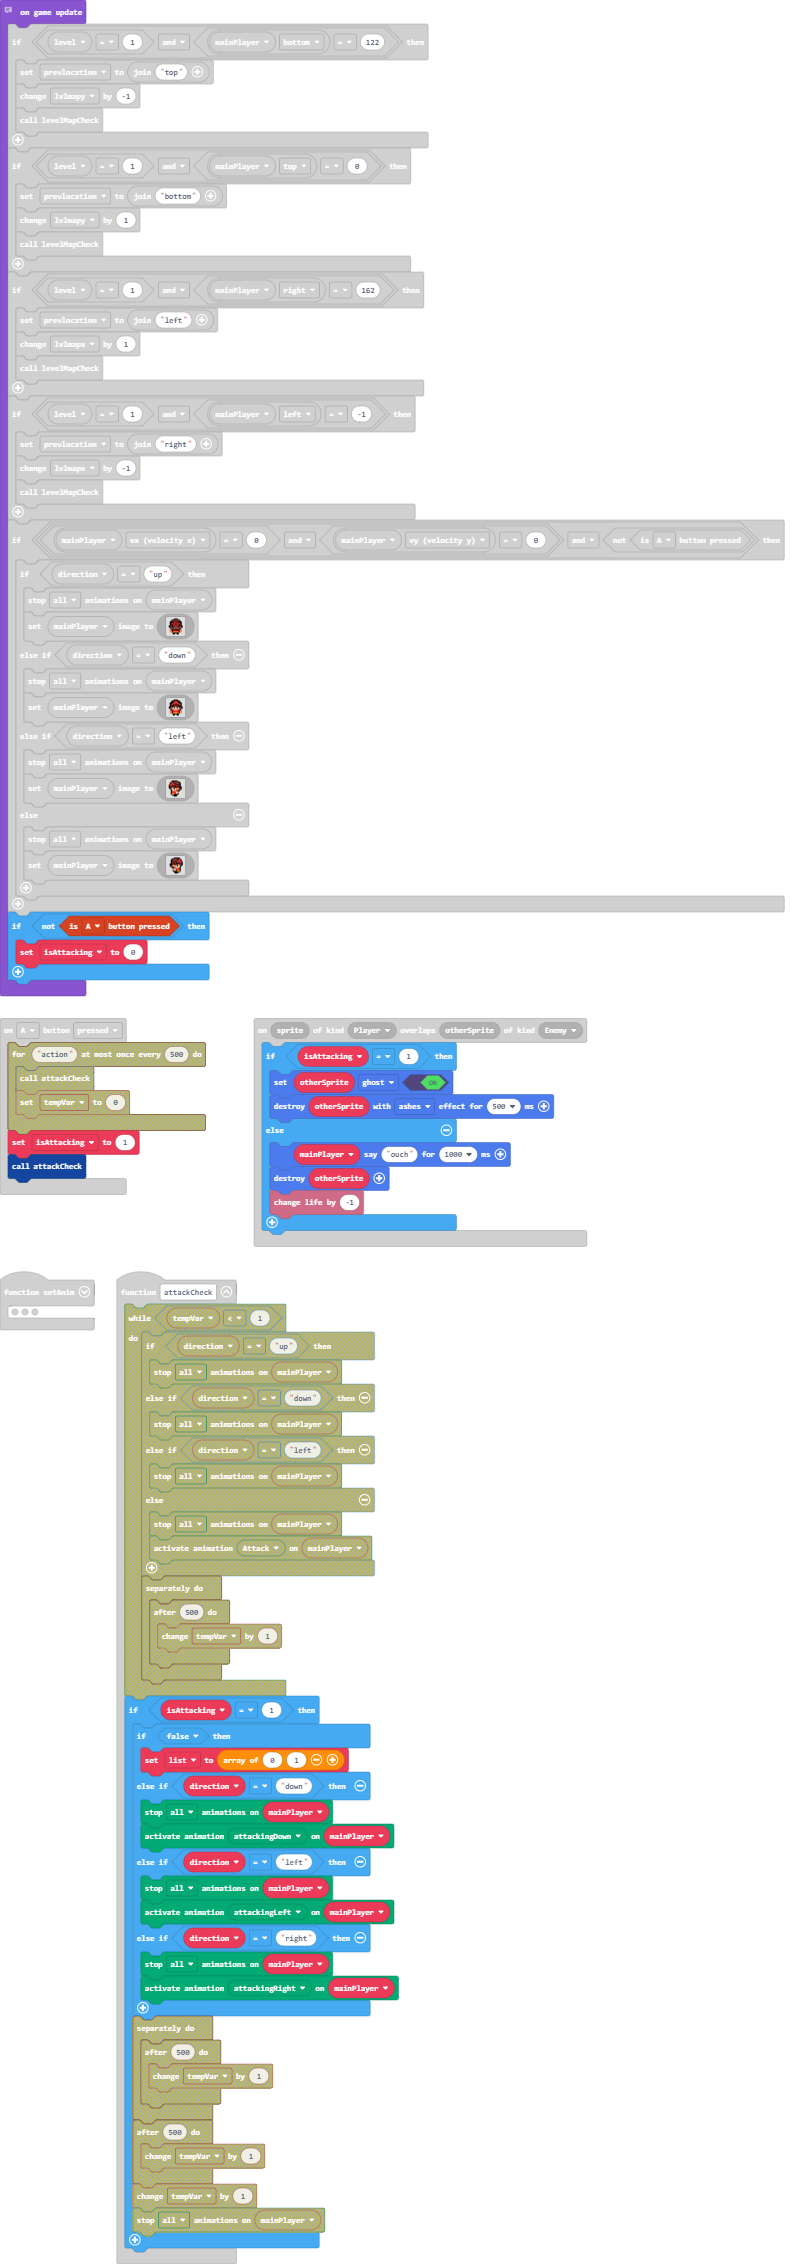 on game update
if level = 1 and mainPlayer bottom = 122 then
set prevlocation to join "top"
change lvlmapy by -1
call levelMapCheck
if level = 1 and mainPlayer top = 0 then
set prevlocation to join "bottom"
change lvlmapy by 1
call levelMapCheck
if level = 1 and mainPlayer right = 162 then
set prevlocation to join "left"
change lvlmapx by 1
call levelMapCheck
if level = 1 and mainPlayer left = -1 then
set prevlocation to join "right"
change lvlmapx by -1
call levelMapCheck
if mainPlayer vx (velocity x) = 0 and mainPlayer vy (velocity y) = 0 and not is A button pressed then
if direction = "up" then
stop all animations on mainPlayer
set mainPlayer image to
else if direction = "down" then
stop all animations on mainPlayer
set mainPlayer image to
else if direction = "left" then
stop all animations on mainPlayer
set mainPlayer image to
else
stop all animations on mainPlayer
set mainPlayer image to
if not is A button pressed then
set isAttacking to 0
on A button pressed
for "action" at most once every 500 do
call attackCheck
set tempVar to 0
set isAttacking to 1
call attackCheck
on sprite of kind Player overlaps otherSprite of kind Enemy
if isAttacking = 1 then
set otherSprite ghost ON
destroy otherSprite with ashes effect for 500 ms
else
mainPlayer say "ouch" for 1000 ms
destroy otherSprite
change life by -1
function setAnim
function attackCheck
while tempVar < 1
do
if direction = "up" then
stop all animations on mainPlayer
else if direction = "down" then
stop all animations on mainPlayer
else if direction = "left" then
stop all animations on mainPlayer
else
stop all animations on mainPlayer
activate animation Attack on mainPlayer
separately do
after 500 do
change tempVar by 1
if isAttacking = 1 then
if false then
set list to array of 0 1
else if direction = "down" then
stop all animations on mainPlayer
activate animation attackingDown on mainPlayer
else if direction = "left" then
stop all animations on mainPlayer
activate animation attackingLeft on mainPlayer
else if direction = "right" then
stop all animations on mainPlayer
activate animation attackingRight on mainPlayer
separately do
after 500 do
change tempVar by 1
after 500 do
change tempVar by 1
change tempVar by 1
stop all animations on mainPlayer